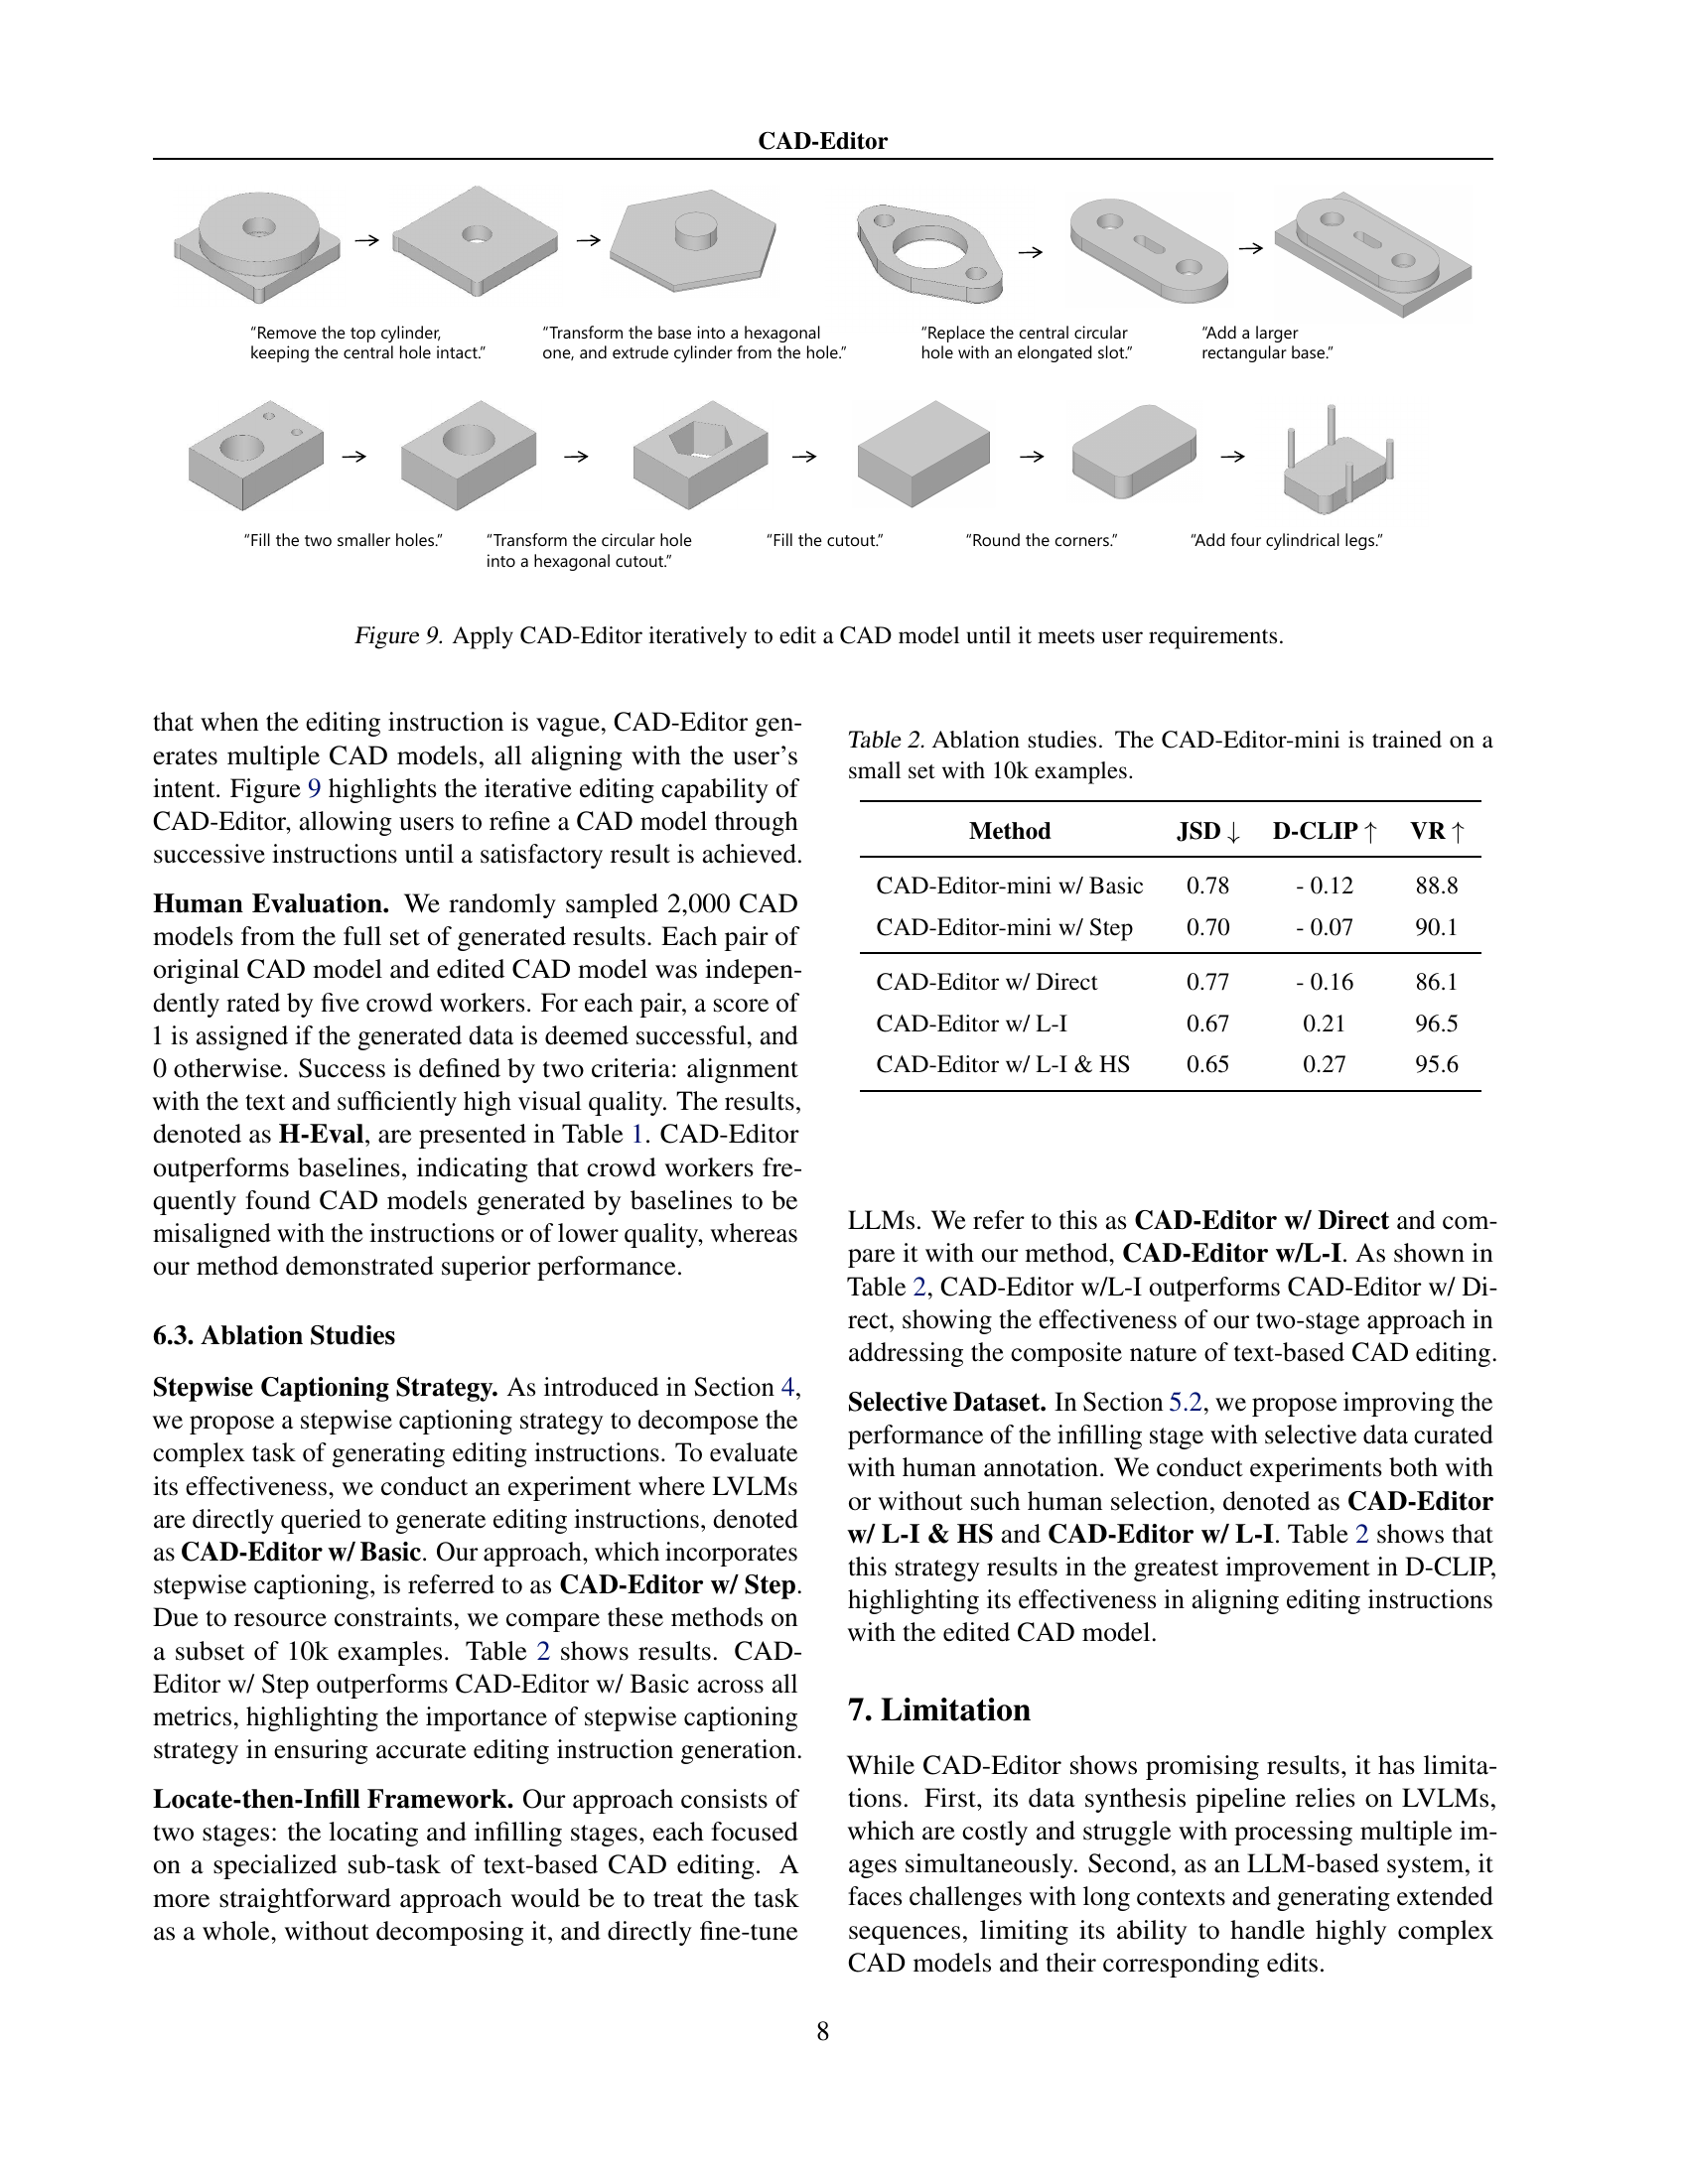 CAD-Editor
“Remove the top cylinder,
keeping the central hole intact.”
“Transform the base into a hexagonal
one, and extrude cylinder from the hole.”
“Replace the central circular
hole with an elongated slot.”
“Add a larger
rectangular base.”
“Fill the two smaller holes.”
“Transform the circular hole
into a hexagonal cutout.”
“Fill the cutout.”
“Round the corners.”
“Add four cylindrical legs.”
Figure 9. Apply CAD-Editor iteratively to edit a CAD model until it meets user requirements.
that when the editing instruction is vague, CAD-Editor gen-
erates multiple CAD models, all aligning with the user’s
intent. Figure 9 highlights the iterative editing capability of
CAD-Editor, allowing users to refine a CAD model through
successive instructions until a satisfactory result is achieved.
Human Evaluation. We randomly sampled 2,000 CAD
models from the full set of generated results. Each pair of
original CAD model and edited CAD model was indepen-
dently rated by five crowd workers. For each pair, a score of
1 is assigned if the generated data is deemed successful, and
0 otherwise. Success is defined by two criteria: alignment
with the text and sufficiently high visual quality. The results,
denoted as H-Eval, are presented in Table 1. CAD-Editor
outperforms baselines, indicating that crowd workers fre-
quently found CAD models generated by baselines to be
misaligned with the instructions or of lower quality, whereas
our method demonstrated superior performance.
6.3. Ablation Studies
Stepwise Captioning Strategy. As introduced in Section 4,
we propose a stepwise captioning strategy to decompose the
complex task of generating editing instructions. To evaluate
its effectiveness, we conduct an experiment where LVLMs
are directly queried to generate editing instructions, denoted
as CAD-Editor w/ Basic. Our approach, which incorporates
stepwise captioning, is referred to as CAD-Editor w/ Step.
Due to resource constraints, we compare these methods on
a subset of 10k examples. Table 2 shows results. CAD-
Editor w/ Step outperforms CAD-Editor w/ Basic across all
metrics, highlighting the importance of stepwise captioning
strategy in ensuring accurate editing instruction generation.
Locate-then-Infill Framework. Our approach consists of
two stages: the locating and infilling stages, each focused
on a specialized sub-task of text-based CAD editing. A
more straightforward approach would be to treat the task
as a whole, without decomposing it, and directly fine-tune
Table 2. Ablation studies. The CAD-Editor-mini is trained on a
small set with 10k examples.
Method JSD ↓ D-CLIP ↑ VR ↑
CAD-Editor-mini w/ Basic 0.78 - 0.12 88.8
CAD-Editor-mini w/ Step 0.70 - 0.07 90.1
CAD-Editor w/ Direct 0.77 - 0.16 86.1
CAD-Editor w/ L-I 0.67 0.21 96.5
CAD-Editor w/ L-I & HS 0.65 0.27 95.6
LLMs. We refer to this as CAD-Editor w/ Direct and com-
pare it with our method, CAD-Editor w/L-I. As shown in
Table 2, CAD-Editor w/L-I outperforms CAD-Editor w/ Di-
rect, showing the effectiveness of our two-stage approach in
addressing the composite nature of text-based CAD editing.
Selective Dataset. In Section 5.2, we propose improving the
performance of the infilling stage with selective data curated
with human annotation. We conduct experiments both with
or without such human selection, denoted as CAD-Editor
w/ L-I & HS and CAD-Editor w/ L-I. Table 2 shows that
this strategy results in the greatest improvement in D-CLIP,
highlighting its effectiveness in aligning editing instructions
with the edited CAD model.
7. Limitation
While CAD-Editor shows promising results, it has limita-
tions. First, its data synthesis pipeline relies on LVLMs,
which are costly and struggle with processing multiple im-
ages simultaneously. Second, as an LLM-based system, it
faces challenges with long contexts and generating extended
sequences, limiting its ability to handle highly complex
CAD models and their corresponding edits.
8